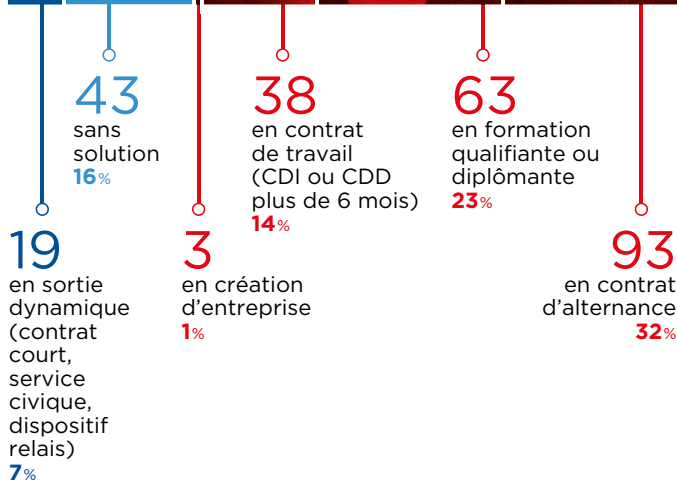 43
sans
solution
16%
38
en contrat
de travail
(CDI ou CDD
plus de 6 mois)
14%
63
en formation
qualifiante ou
diplômante
23%
19
en sortie
dynamique
(contrat
court,
service
civique,
dispositif
relais)
7%
3
en création
d’entreprise
1%
93
en contrat
d’alternance
32%